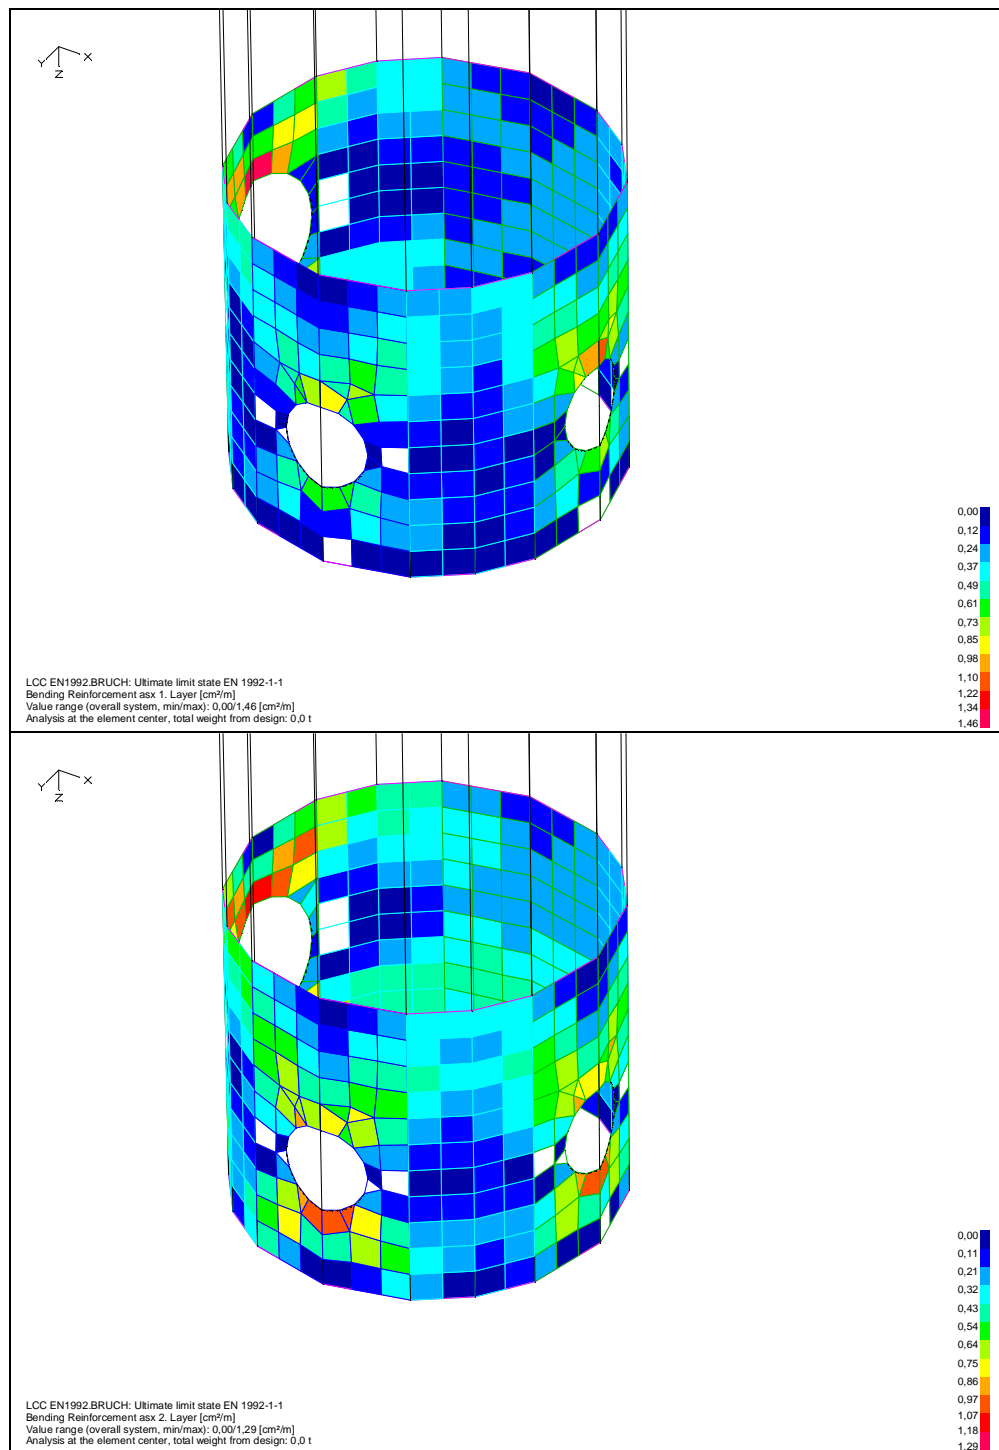 Y X
Z
0,00
0,12
0,24
0,37
0,49
0,61
0,73
0,85
0,98
1,10
1,22
1,34
1,46
LCC EN1992.BRUCH: Ultimate limit state EN 1992-1-1
Bending Reinforcement asx 1. Layer [cm²/m]
Value range (overall system, min/max): 0,00/1,46 [cm²/m]
Analysis at the element center, total weight from design: 0,0 t
Y X
Z
0,00
0,11
0,21
0,32
0,43
0,54
0,64
0,75
0,86
0,97
1,07
1,18
1,29
LCC EN1992.BRUCH: Ultimate limit state EN 1992-1-1
Bending Reinforcement asx 2. Layer [cm²/m]
Value range (overall system, min/max): 0,00/1,29 [cm²/m]
Analysis at the element center, total weight from design: 0,0 t